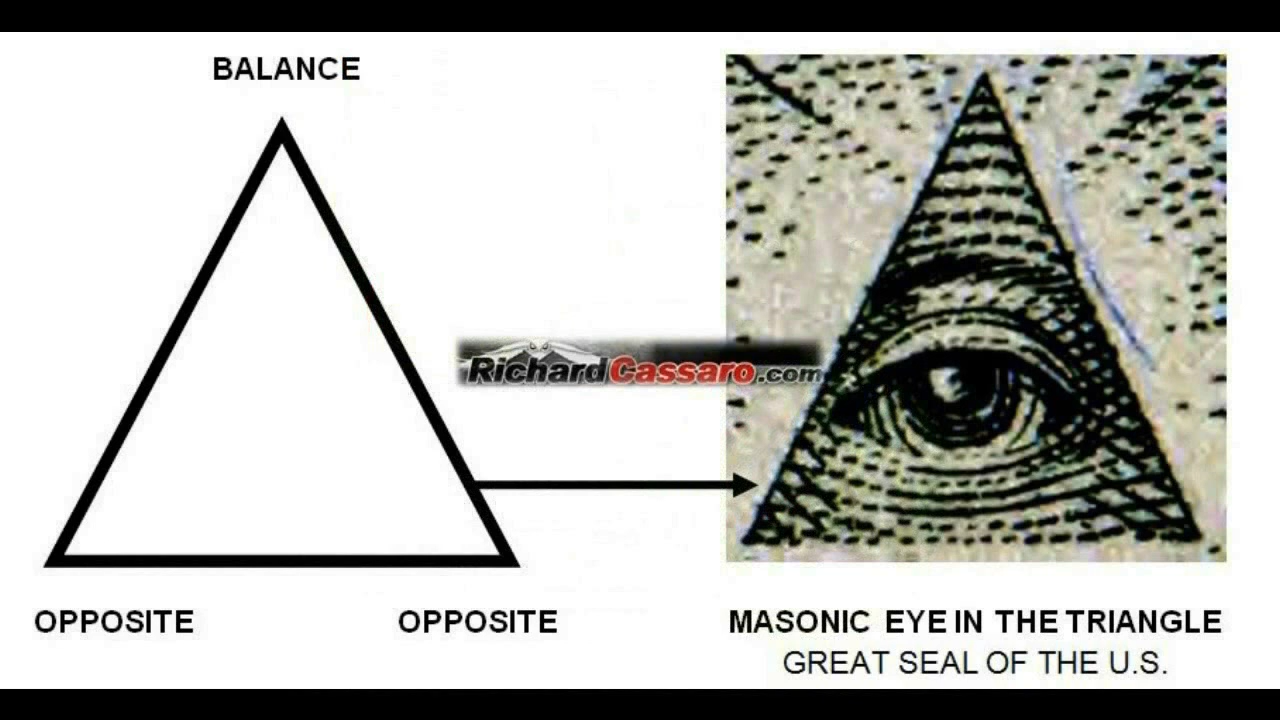 BALANCE
RichardCassaro.com
OPPOSITE
OPPOSITE
MASONIC EYE IN THE TRIANGLE
GREAT SEAL OF THE U.S.